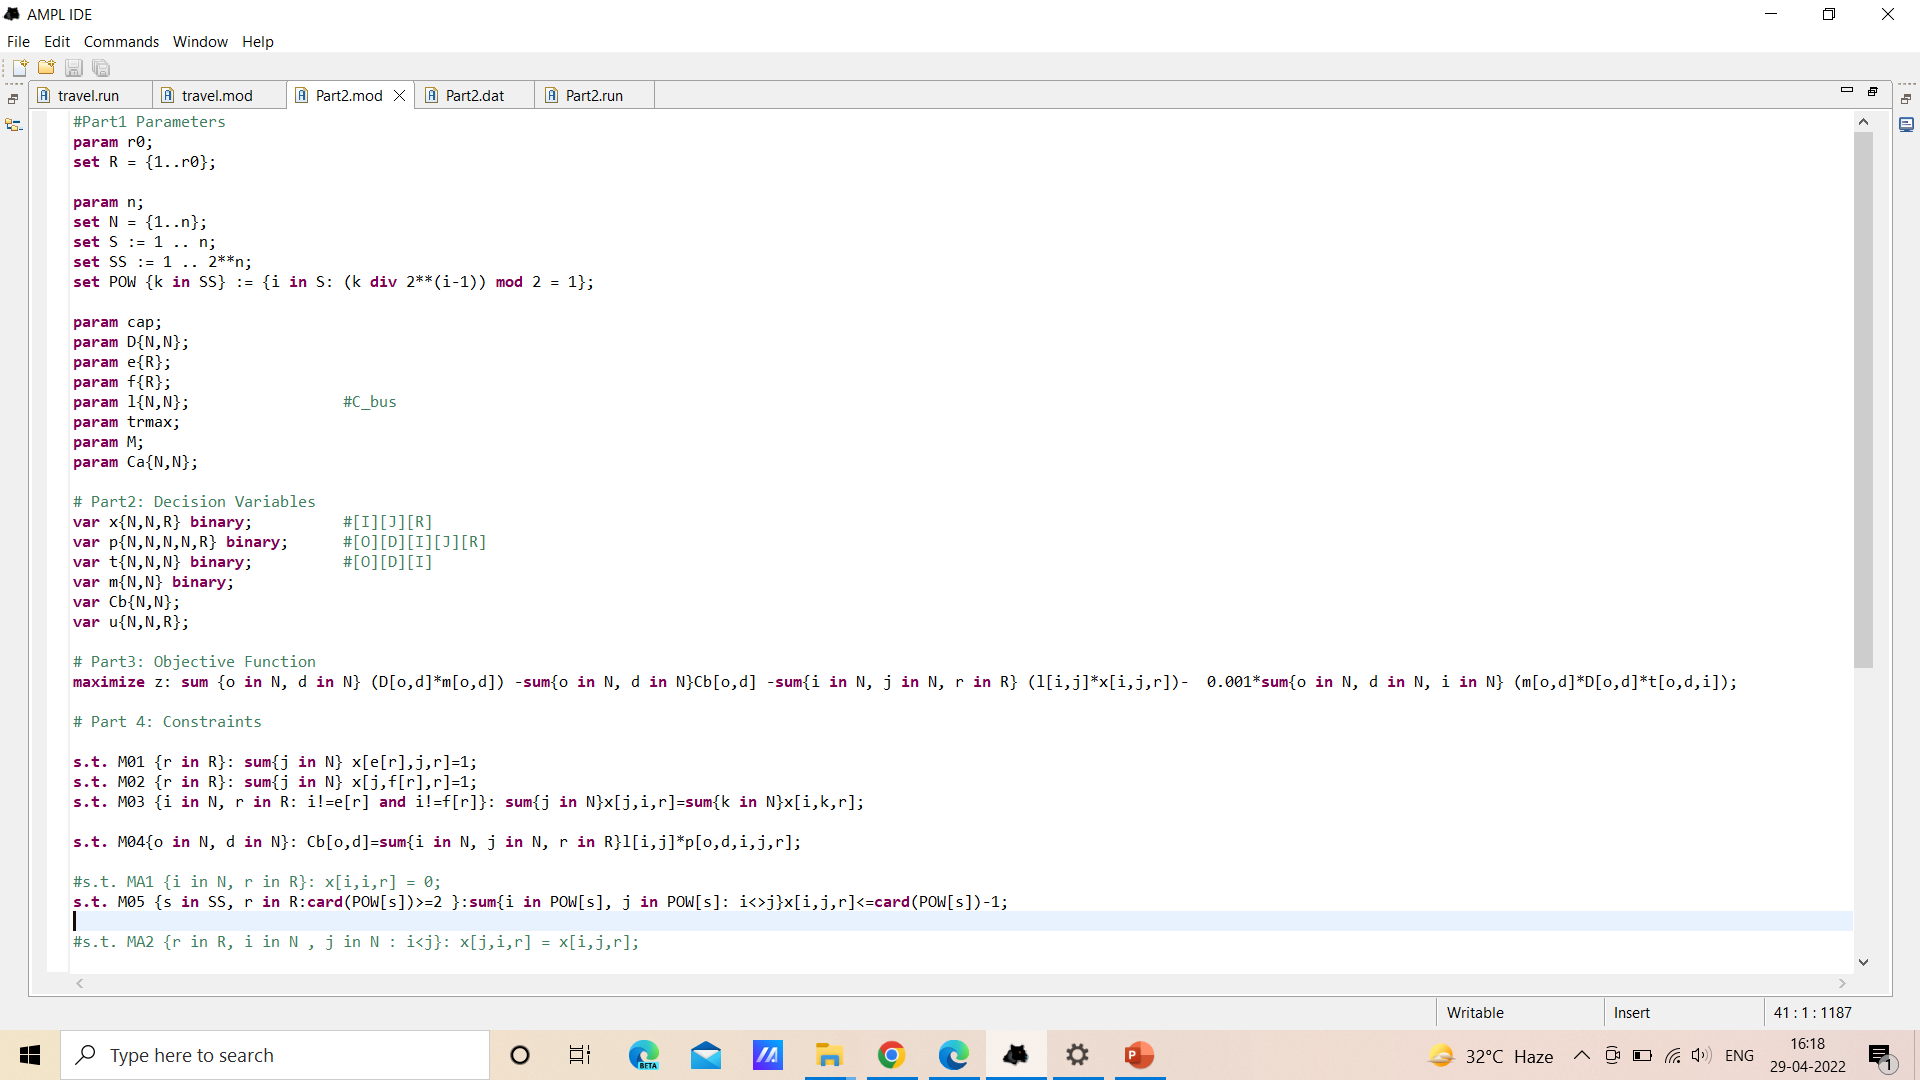 AMPL IDE
File Edit Commands Window Help
travel.run travel.mod Part2.mod Part2.dat Part2.run
#Part1 Parameters
param r0;
set R = {1..r0};
param n;
set N = {1..n};
set S := 1 .. n;
set SS := 1 .. 2**n;
set POW {k in SS} := {i in S: (k div 2**(i-1)) mod 2 = 1};
param cap;
param D{N,N};
param e{R};
param f{R};
param l{N,N}; #C_bus
param trmax;
param M;
param Ca{N,N};
# Part2: Decision Variables
var x{N,N,R} binary; #[I][J][R]
var p{N,N,N,N,R} binary; #[O][D][I][J][R]
var t{N,N,N} binary; #[O][D][I]
var m{N,N} binary;
var Cb{N,N};
var u{N,N,R};
# Part3: Objective Function
maximize z: sum {o in N, d in N} (D[o,d]*m[o,d]) -sum{o in N, d in N}Cb[o,d] -sum{i in N, j in N, r in R} (l[i,j]*x[i,j,r])- 0.001*sum{o in N, d in N, i in N} (m[o,d]*D[o,d]*t[o,d,i]);
# Part 4: Constraints
s.t. M01 {r in R}: sum{j in N} x[e[r],j,r]=1;
s.t. M02 {r in R}: sum{j in N} x[j,f[r],r]=1;
s.t. M03 {i in N, r in R: i!=e[r] and i!=f[r]}: sum{j in N}x[j,i,r]=sum{k in N}x[i,k,r];
s.t. M04{o in N, d in N}: Cb[o,d]=sum{i in N, j in N, r in R}l[i,j]*p[o,d,i,j,r];
#s.t. MA1 {i in N, r in R}: x[i,i,r] = 0;
s.t. M05 {s in SS, r in R:card(POW[s])>=2 }:sum{i in POW[s], j in POW[s]: i<>j}x[i,j,r]<=card(POW[s])-1;
#s.t. MA2 {r in R, i in N , j in N : i<j}: x[j,i,r] = x[i,j,r];
Writable Insert 41 : 1 : 1187
Type here to search
BETA
P
32°C Haze
ENG
16:18
29-04-2022
1